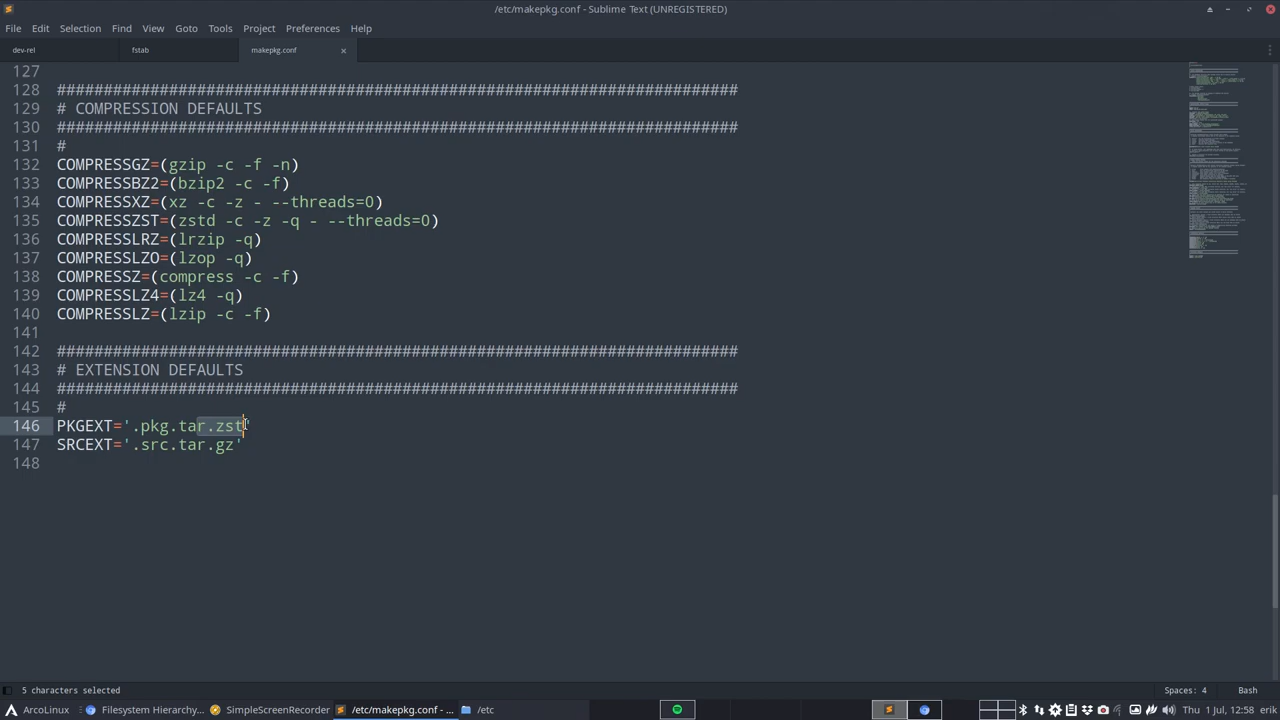 /etc/makepkg.conf - Sublime Text (UNREGISTERED)
File Edit Selection Find View Goto Tools Project Preferences Help
dev-rel fstab makepkg.conf
127
128 #########################################################################
129 # COMPRESSION DEFAULTS
130 #########################################################################
131 #
132 COMPRESSGZ=(gzip -c -f -n)
133 COMPRESSBZ2=(bzip2 -c -f)
134 COMPRESSXZ=(xz -c -z - --threads=0)
135 COMPRESSZST=(zstd -c -z -q - --threads=0)
136 COMPRESSLRZ=(lrzip -q)
137 COMPRESSLZO=(lzop -q)
138 COMPRESSZ=(compress -c -f)
139 COMPRESSLZ4=(lz4 -q)
140 COMPRESSLZ=(lzip -c -f)
141
142 #########################################################################
143 # EXTENSION DEFAULTS
144 #########################################################################
145 #
146 PKGEXT='.pkg.tar.zst'
147 SRCEXT='.src.tar.gz'
148
5 characters selected Spaces: 4 Bash
ArcoLinux Filesystem Hierarchy... SimpleScreenRecorder /etc/makepkg.conf - ... /etc Thu 1 Jul, 12:58 erik